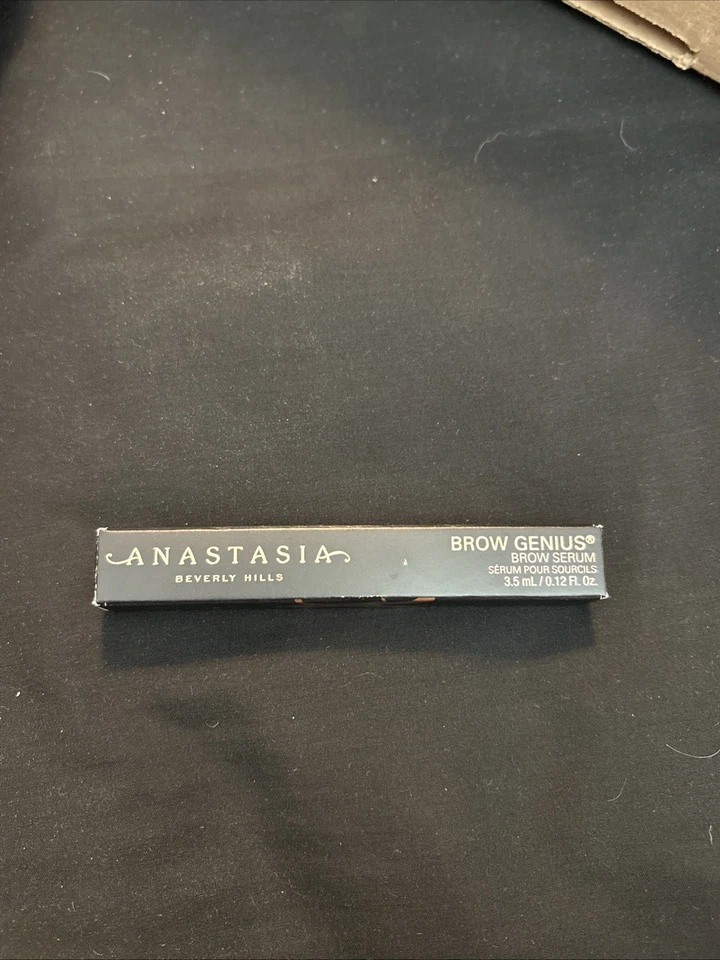 ANASTASIA
BEVERLY HILLS
BROW GENIUS®
BROW SERUM
SÉRUM POUR SOURCILS
3.5 mL / 0.12 Fl. Oz.